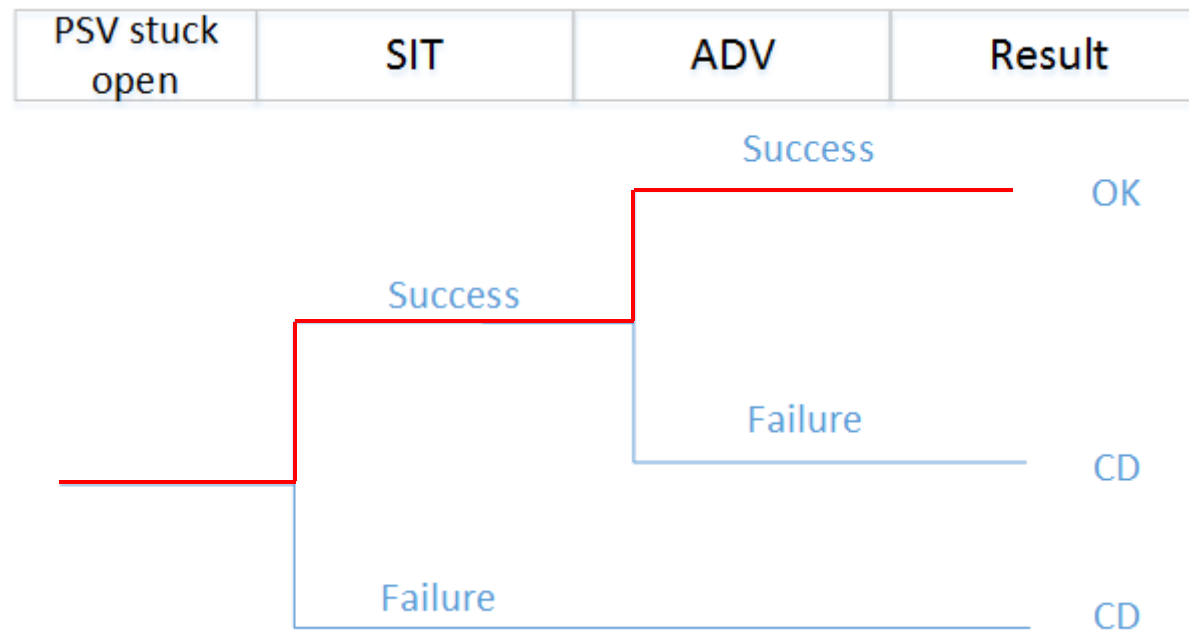 PSV stuck
open
SIT
ADV
Result
Success
OK
Success
Failure
CD
Failure
CD